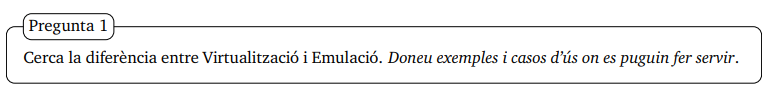 Pregunta 1
Cerca la diferència entre Virtualització i Emulació. Doneu exemples i casos d'ús on es puguin fer servir.